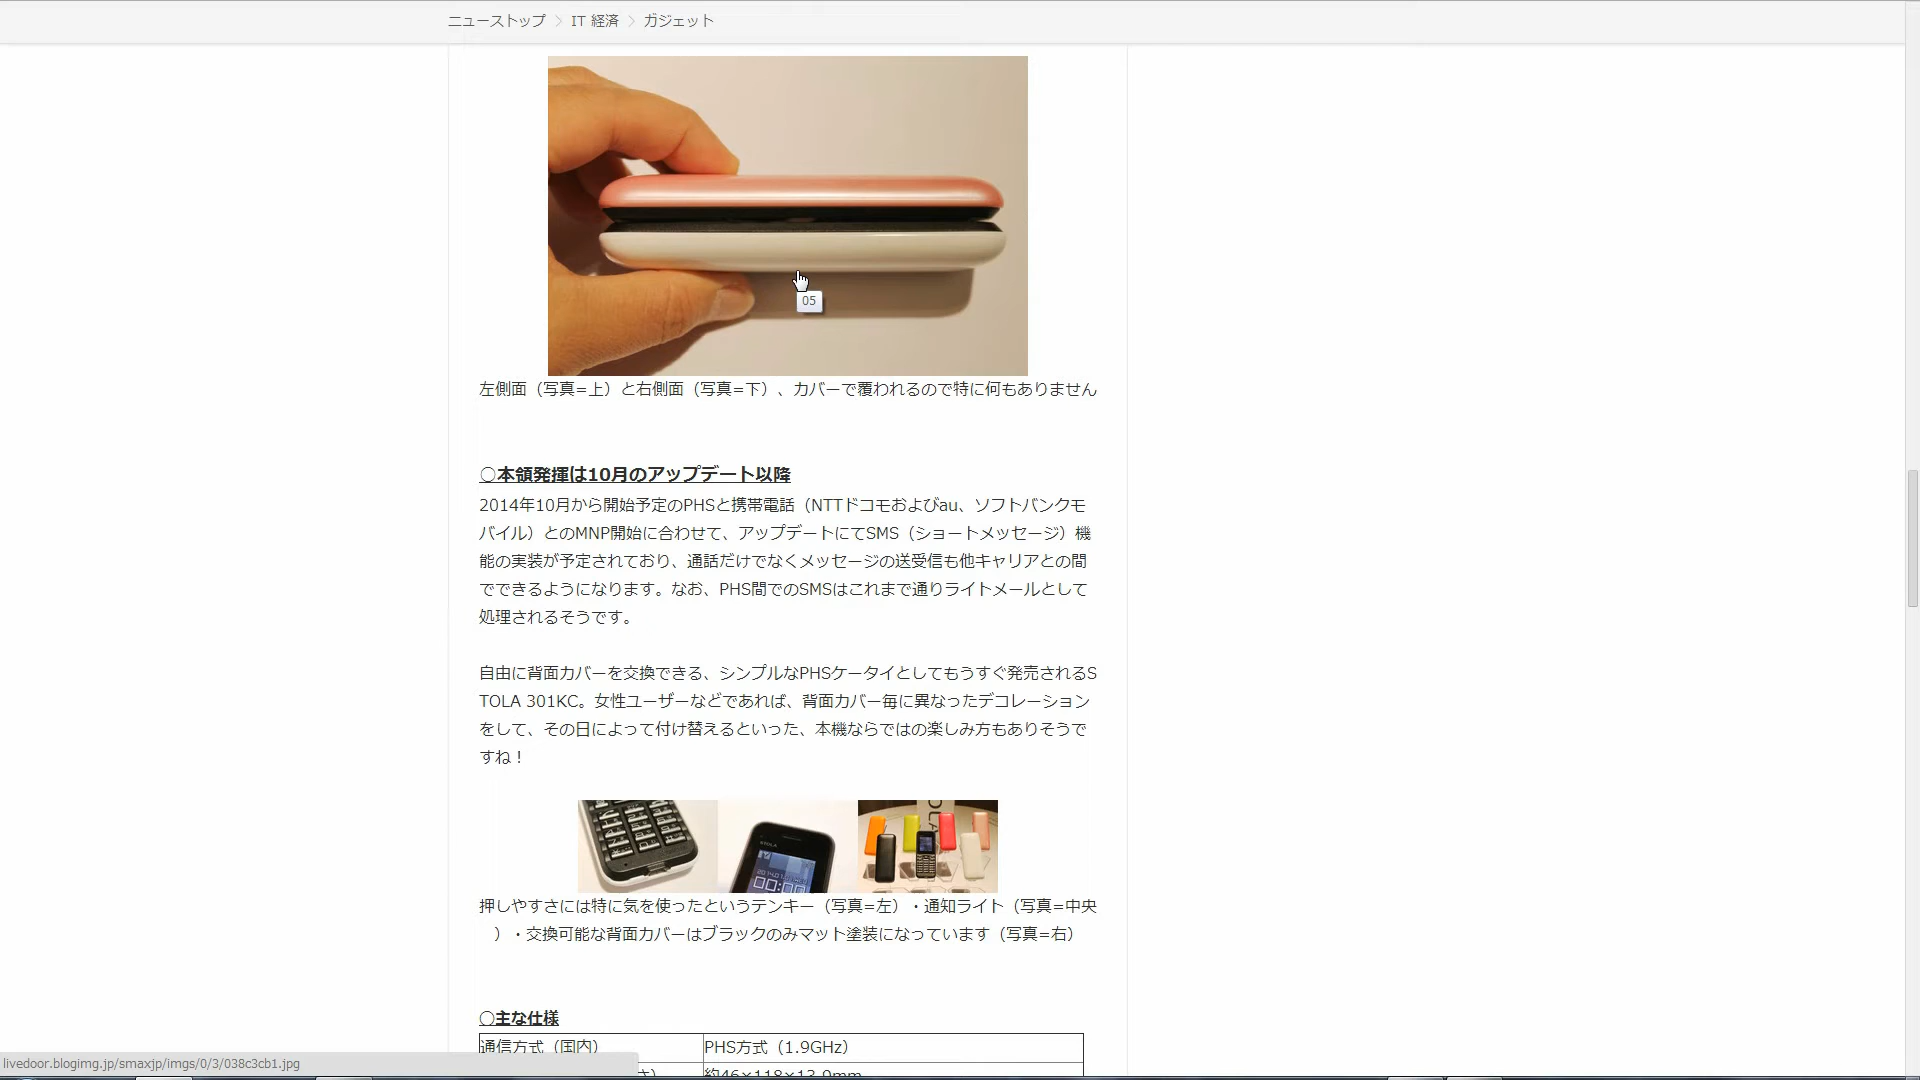 ニューストップ > IT 経済 > ガジェット
05
左側面（写真=上）と右側面（写真=下）、カバーで覆われるので特に何もありません
○本領発揮は10月のアップデート以降
2014年10月から開始予定のPHSと携帯電話（NTTドコモおよびau、ソフトバンクモ
バイル）とのMNP開始に合わせて、アップデートにてSMS（ショートメッセージ）機
能の実装が予定されており、通話だけでなくメッセージの送受信も他キャリアとの間
でできるようになります。なお、PHS間でのSMSはこれまで通りライトメールとして
処理されるそうです。
自由に背面カバーを交換できる、シンプルなPHSケータイとしてもうすぐ発売されるS
TOLA 301KC。女性ユーザーなどであれば、背面カバー毎に異なったデコレーション
をして、その日によって付け替えるといった、本機ならではの楽しみ方もありそうで
すね！
押しやすさには特に気を使ったというテンキー（写真=左）・通知ライト（写真=中央
）・交換可能な背面カバーはブラックのみマット塗装になっています（写真=右）
○主な仕様
通信方式（国内） PHS方式（1.9GHz）
約46×118×13.9mm
livedoor.blogimg.jp/smaxjp/imgs/0/3/038c3cb1.jpg